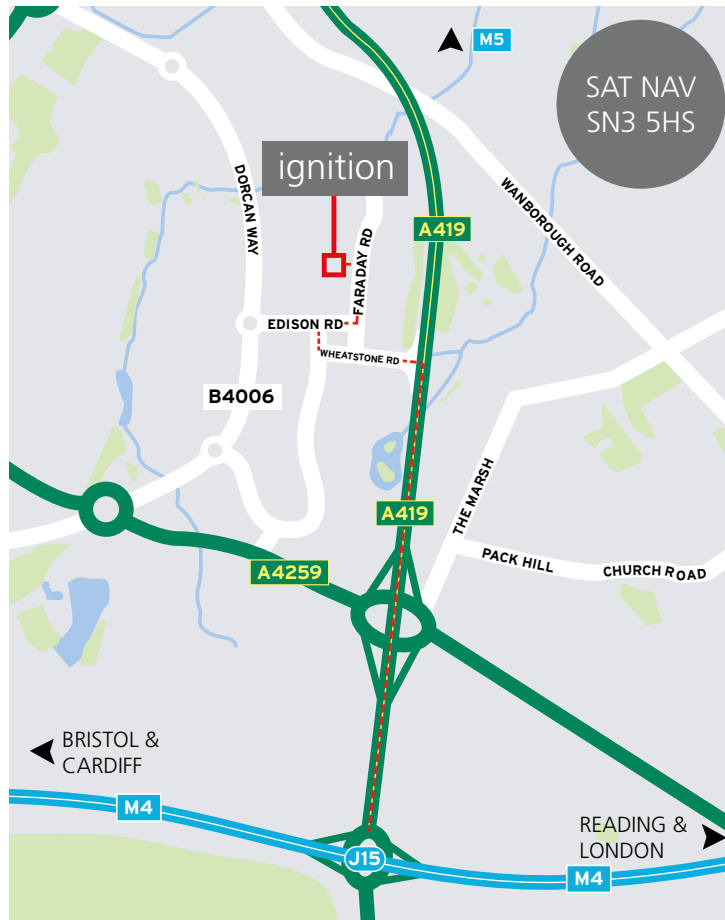 M5
SAT NAV
SN3 5HS
ignition
DORCAN WAY
WANBOROUGH ROAD
A419
FARADAY RD
EDISON RD
WHEATSTONE RD
B4006
THE MARSH
A419
PACK HILL
CHURCH ROAD
A4259
BRISTOL &
CARDIFF
M4
READING &
LONDON
J15
M4